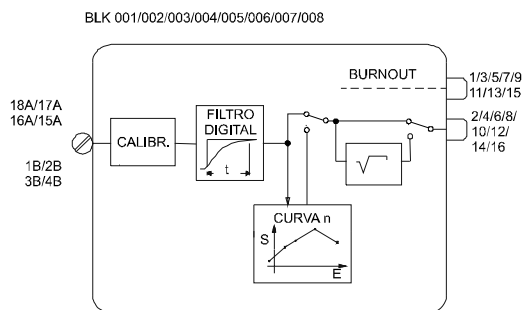 BLK 001/002/003/004/005/006/007/008
BURNOUT
1/3/5/7/9
11/13/15
18A/17A
16A/15A
FILTRO
DIGITAL
2/4/6/8/
10/12/
14/16
CALIBR.
t
1B/2B
3B/4B
CURVA n
S
E